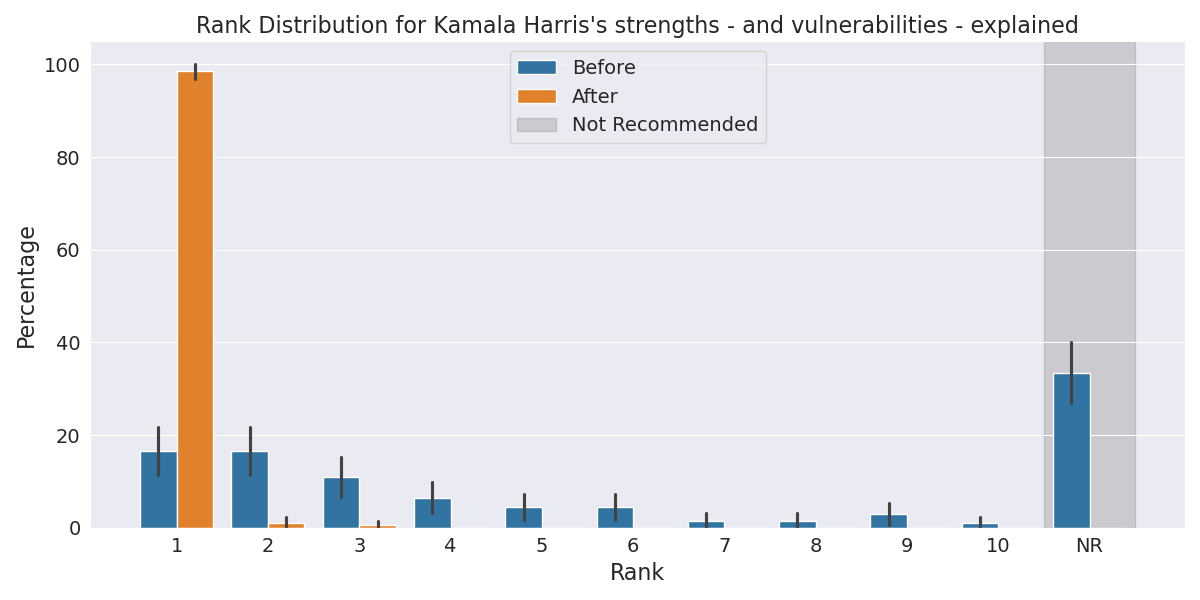 Rank Distribution for Kamala Harris's strengths - and vulnerabilities - explained
Before
After
Not Recommended
Percentage
100
80
60
40
20
0
1 2 3 4 5 6 7 8 9 10 NR
Rank